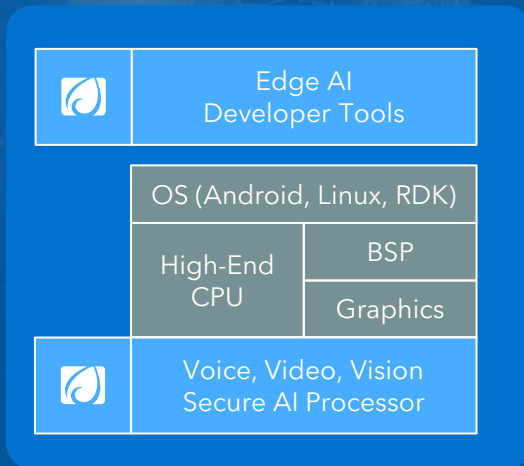 Edge AI
Developer Tools
OS (Android, Linux, RDK)
High-End
CPU
BSP
Graphics
Voice, Video, Vision
Secure AI Processor